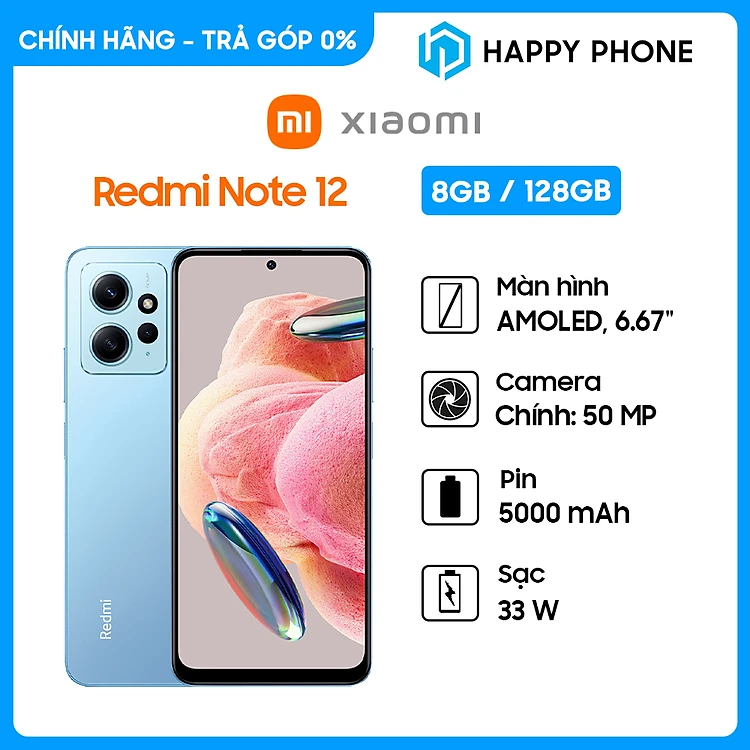 CHÍNH HÃNG - TRẢ GÓP 0%
HAPPY PHONE
mi xiaomi
Redmi Note 12
8GB / 128GB
Màn hình
AMOLED, 6.67"
Camera
Chính: 50 MP
Pin
5000 mAh
Sạc
33 W
Redmi